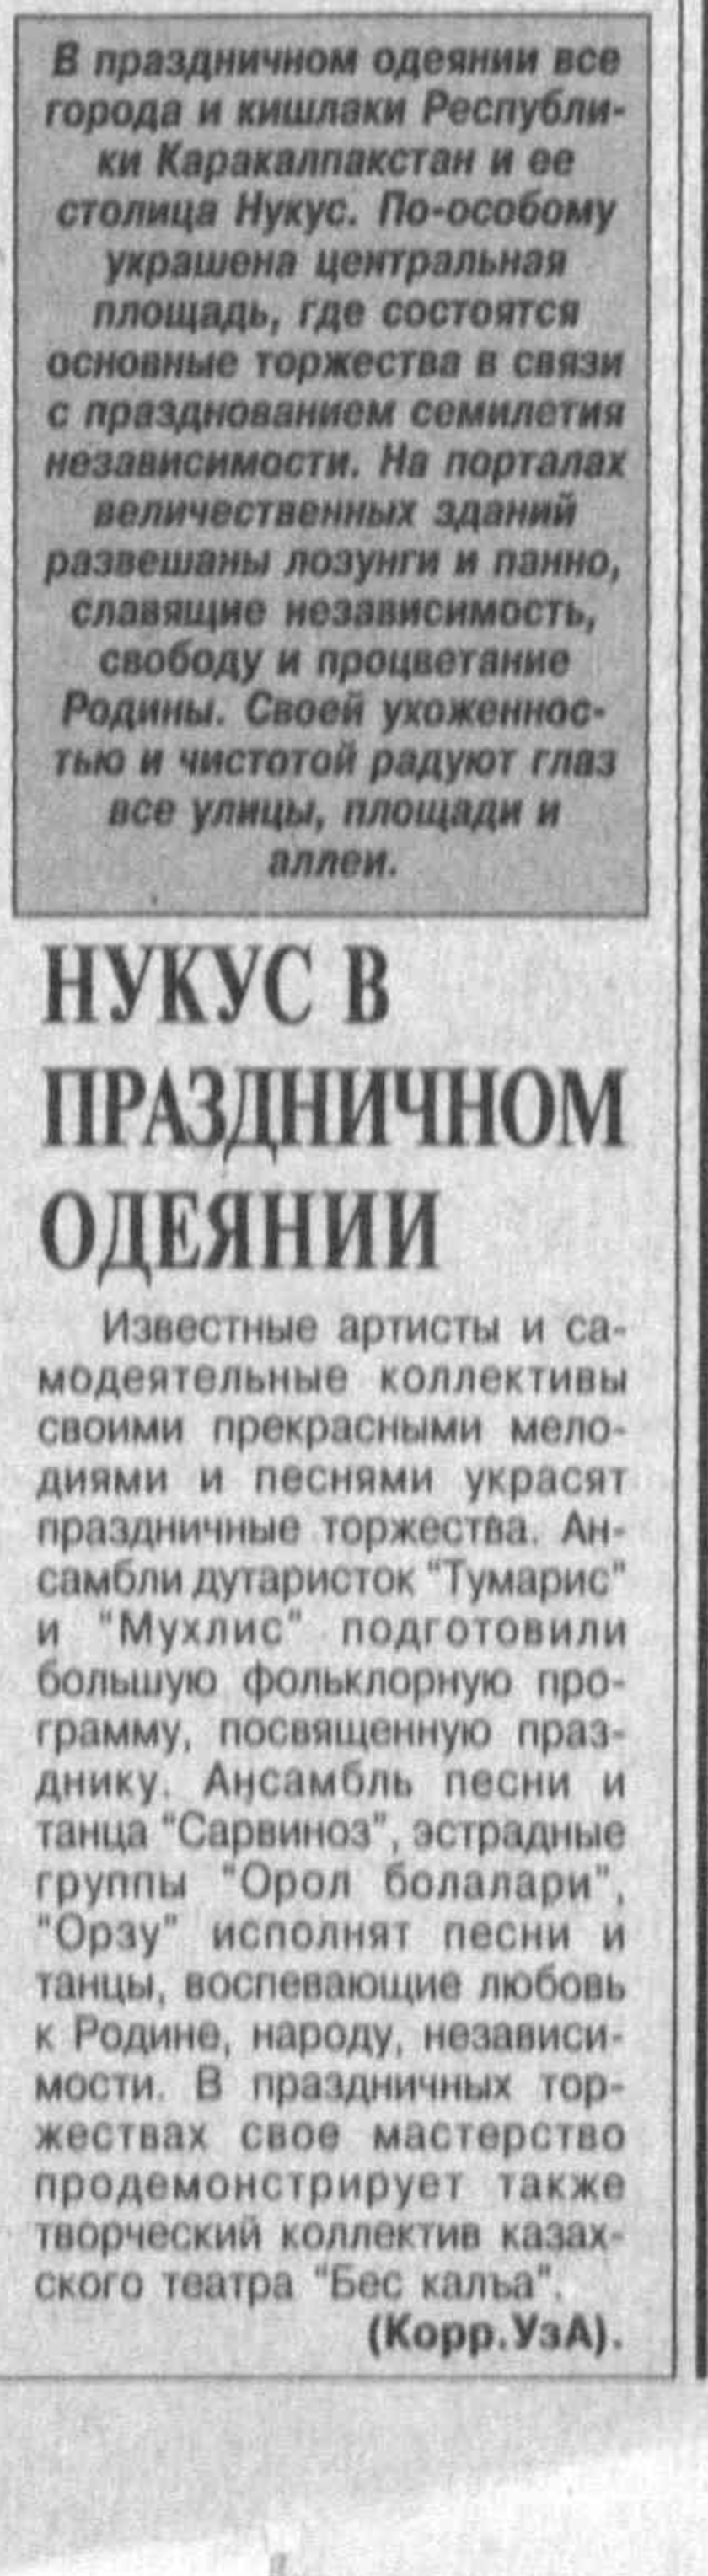 В праздничном одеянии все
города и кишлаки Республи-
ки Каракалпакстан и ее
столица Нукус. По-особому
украшена центральная
площадь, где состоятся
основные торжества в связи
с празднованием семилетия
независимости. На порталах
величественных зданий
развешаны лозунги и панно,
славящие независимость,
свободу и процветание
Родины. Своей ухоженнос-
тью и чистотой радуют глаз
все улицы, площади и
аллеи.
НУКУС В
ПРАЗДНИЧНОМ
ОДЕЯНИИ
Известные артисты и са-
модеятельные коллективы
своими прекрасными мело-
диями и песнями украсят
праздничные торжества. Ан-
самбли дутаристок "Тумарис"
и "Мухлис" подготовили
большую фольклорную про-
грамму, посвященную праз-
днику. Ансамбль песни и
танца "Сарвиноз", эстрадные
группы "Орол болалари",
"Орзу" исполнят песни и
танцы, воспевающие любовь
к Родине, народу, независи-
мости. В праздничных тор-
жествах свое мастерство
продемонстрирует также
творческий коллектив казах-
ского театра "Бес калъа".
(Корр.УзА).